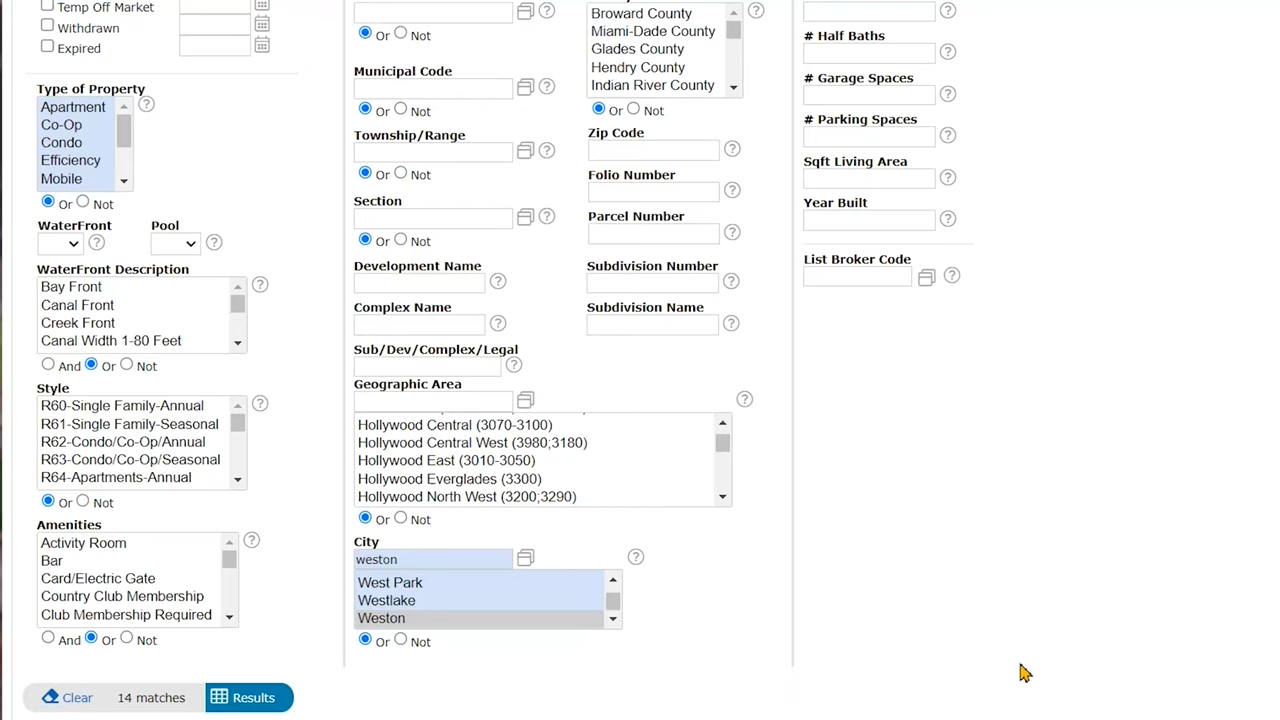 Temp Off Market
Withdrawn
Expired
Type of Property
Apartment
Co-Op
Condo
Efficiency
Mobile
Or Not
WaterFront Pool
WaterFront Description
Bay Front
Canal Front
Creek Front
Canal Width 1-80 Feet
And Or Not
Style
R60-Single Family-Annual
R61-Single Family-Seasonal
R62-Condo/Co-Op/Annual
R63-Condo/Co-Op/Seasonal
R64-Apartments-Annual
Or Not
Amenities
Activity Room
Bar
Card/Electric Gate
Country Club Membership
Club Membership Required
And Or Not
Clear 14 matches Results
Or Not
Municipal Code
Or Not
Township/Range
Or Not
Section
Or Not
Development Name
Complex Name
Sub/Dev/Complex/Legal
Geographic Area
Hollywood Central (3070-3100)
Hollywood Central West (3980;3180)
Hollywood East (3010-3050)
Hollywood Everglades (3300)
Hollywood North West (3200;3290)
Or Not
City
weston
West Park
Westlake
Weston
Or Not
Broward County
Miami-Dade County
Glades County
Hendry County
Indian River County
Or Not
Zip Code
Folio Number
Parcel Number
Subdivision Number
Subdivision Name
# Half Baths
# Garage Spaces
# Parking Spaces
Sqft Living Area
Year Built
List Broker Code